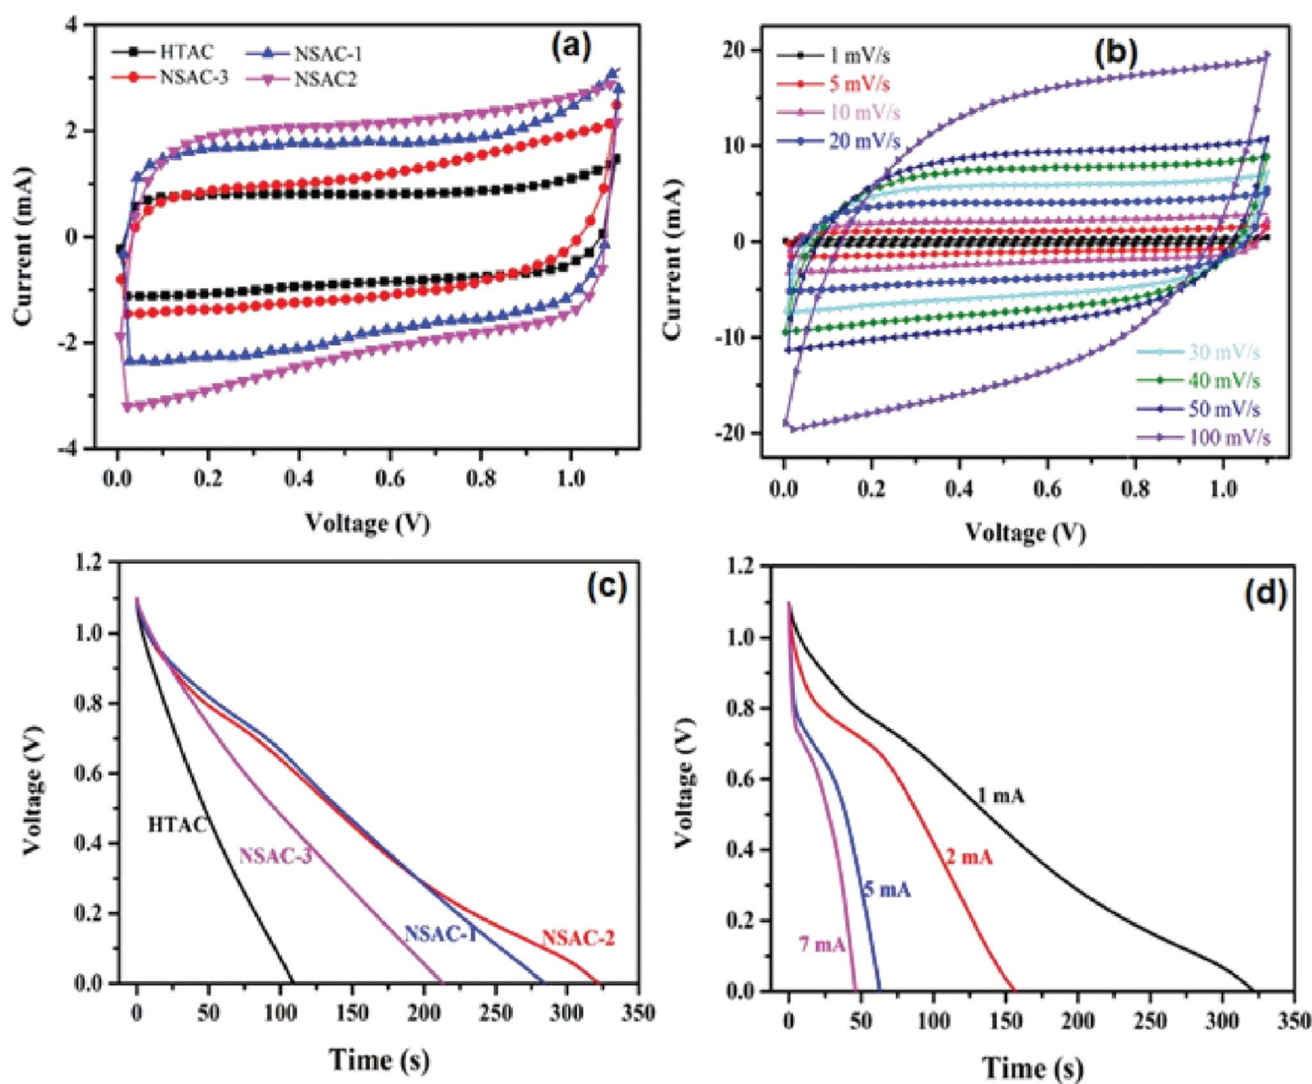 (a)
HTAC
NSAC-1
NSAC-3
NSAC2
4
2
0
-2
-4
Current (mA)
0.0 0.2 0.4 0.6 0.8 1.0
Voltage (V)
(b)
1 mV/s
5 mV/s
10 mV/s
20 mV/s
30 mV/s
40 mV/s
50 mV/s
100 mV/s
20
10
0
-10
-20
Current (mA)
0.0 0.2 0.4 0.6 0.8 1.0
Voltage (V)
(c)
1.2
1.0
0.8
0.6
0.4
0.2
0.0
Voltage (V)
HTAC
NSAC-3
NSAC-1
NSAC-2
0 50 100 150 200 250 300 350
Time (s)
(d)
1.2
1.0
0.8
0.6
0.4
0.2
0.0
Voltage (V)
1 mA
2 mA
5 mA
7 mA
0 50 100 150 200 250 300 350
Time (s)